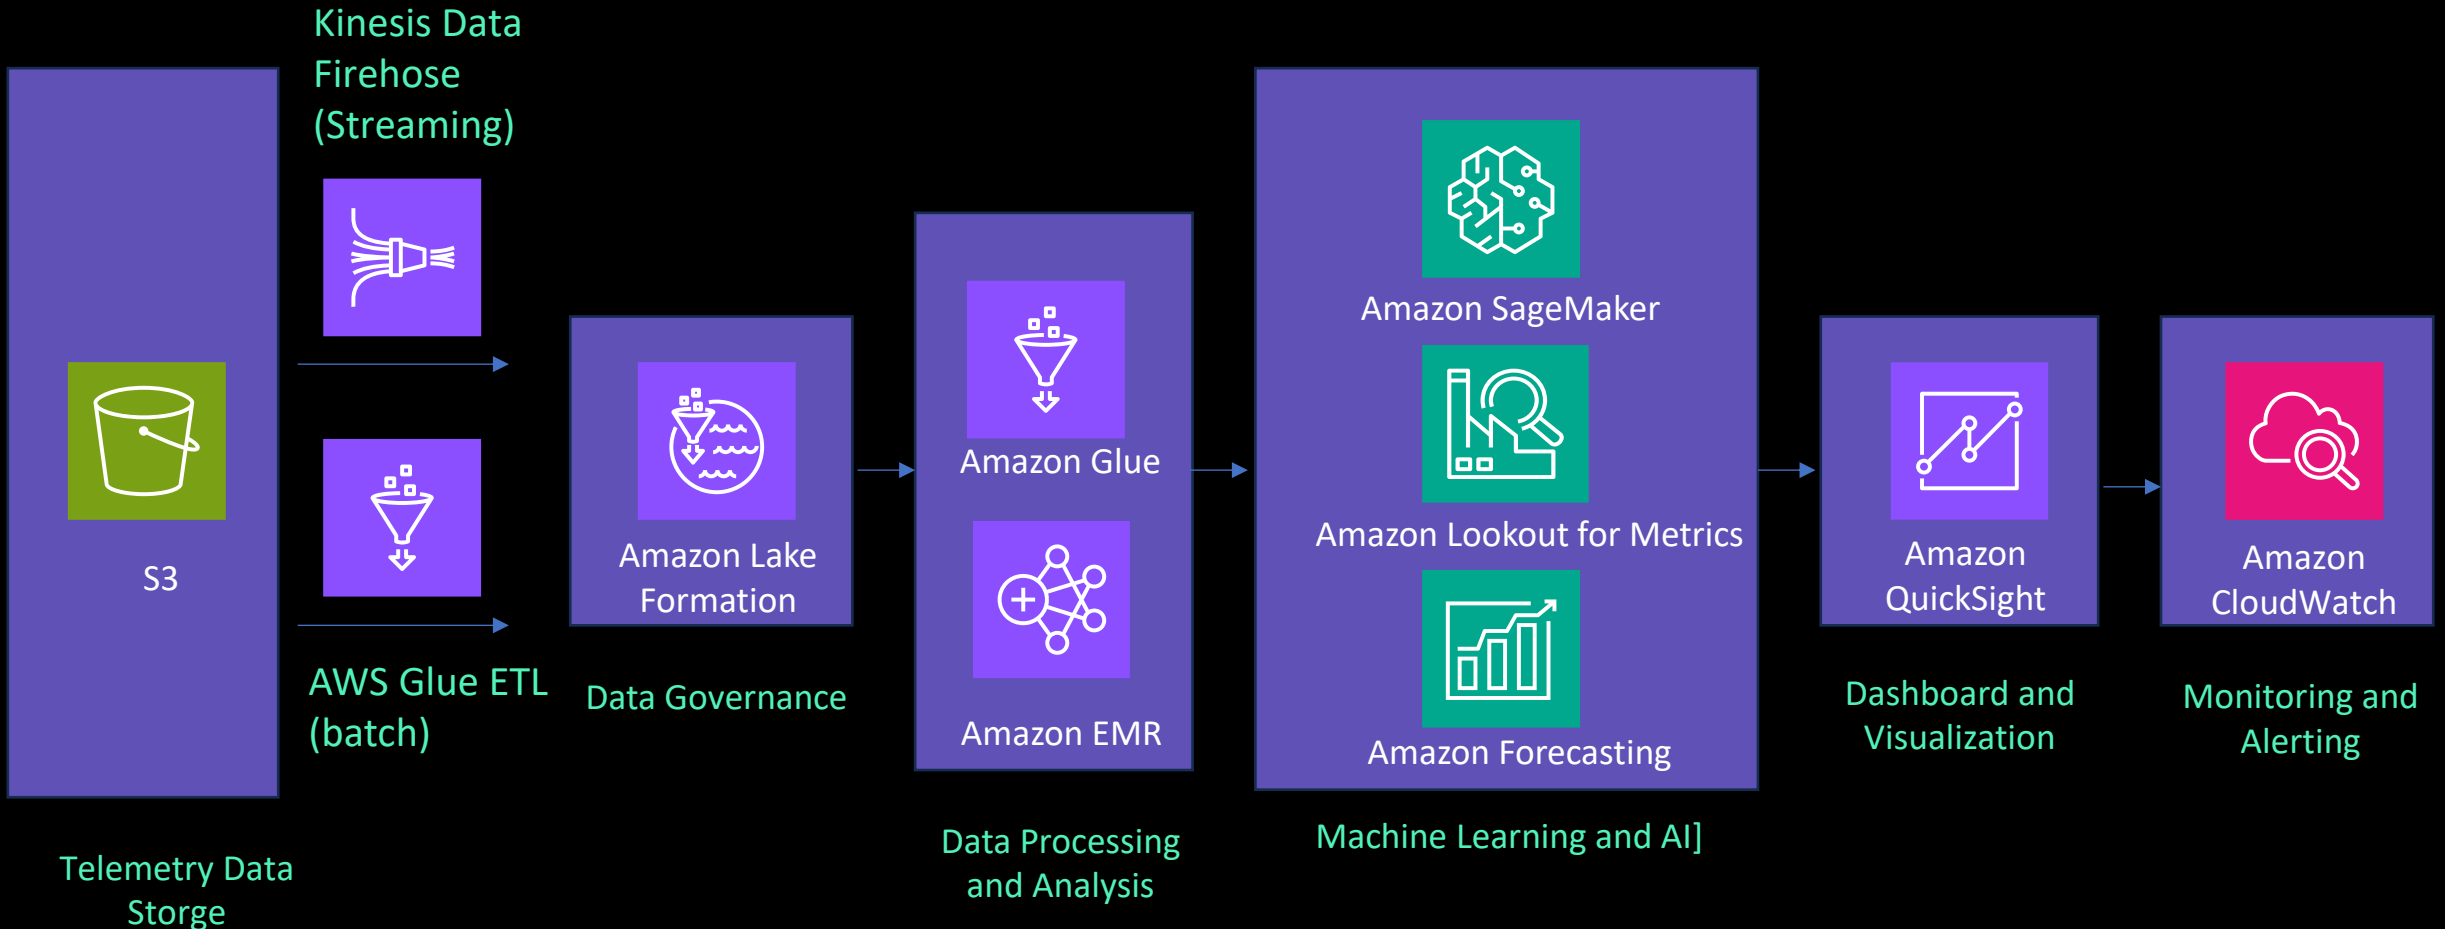 Kinesis Data
Firehose
(Streaming)
S3
Telemetry Data
Storge
AWS Glue ETL
(batch)
Amazon Lake
Formation
Data Governance
Amazon Glue
Amazon EMR
Data Processing
and Analysis
Amazon SageMaker
Amazon Lookout for Metrics
Amazon Forecasting
Machine Learning and AI]
Amazon
QuickSight
Dashboard and
Visualization
Amazon
CloudWatch
Monitoring and
Alerting